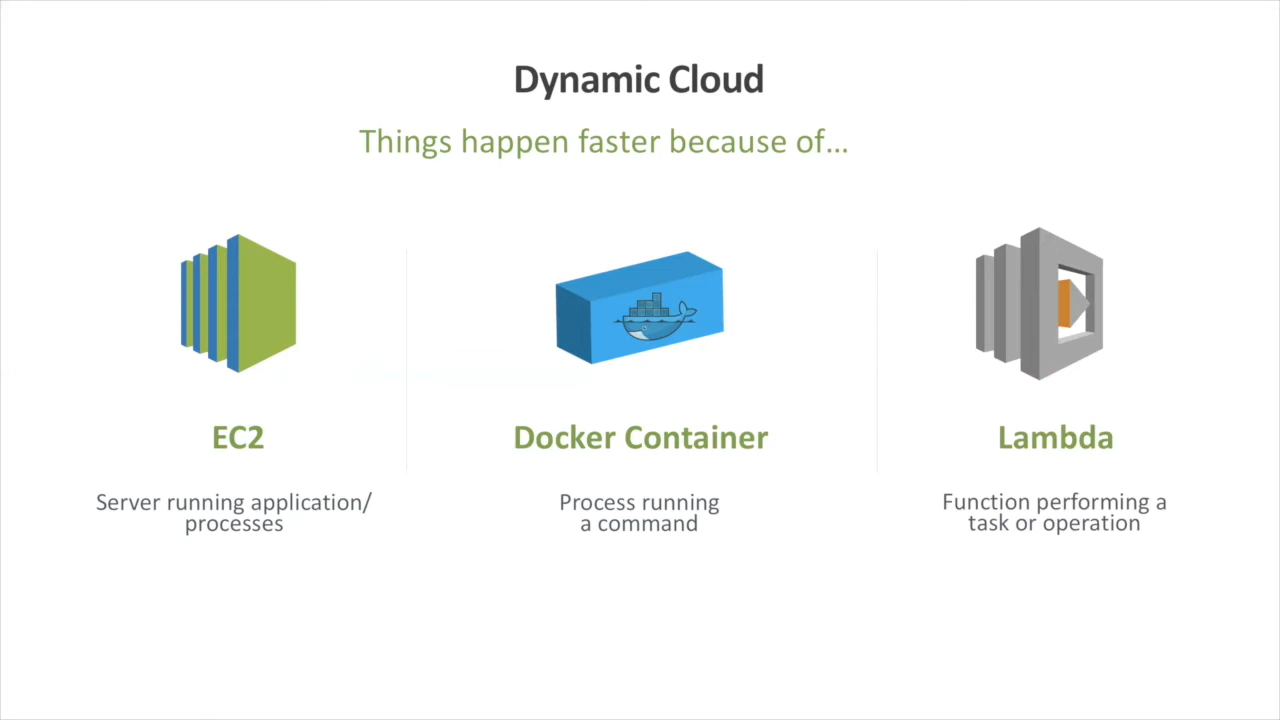 Dynamic Cloud
Things happen faster because of...
EC2
Server running application/
processes
Docker Container
Process running
a command
Lambda
Function performing a
task or operation